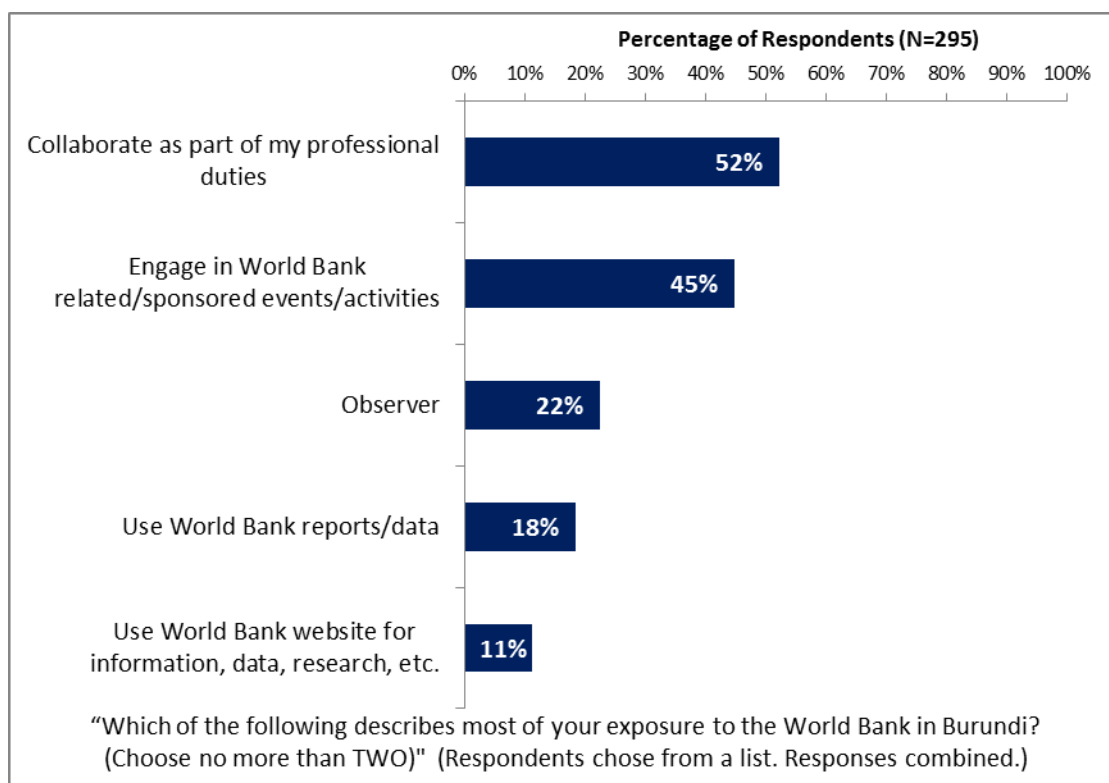 Percentage of Respondents (N=295)
0% 10% 20% 30% 40% 50% 60% 70% 80% 90% 100%
Collaborate as part of my professional
duties
52%
Engage in World Bank
related/sponsored events/activities
45%
Observer
22%
Use World Bank reports/data
18%
Use World Bank website for
information, data, research, etc.
11%
“Which of the following describes most of your exposure to the World Bank in Burundi?
(Choose no more than TWO)" (Respondents chose from a list. Responses combined.)